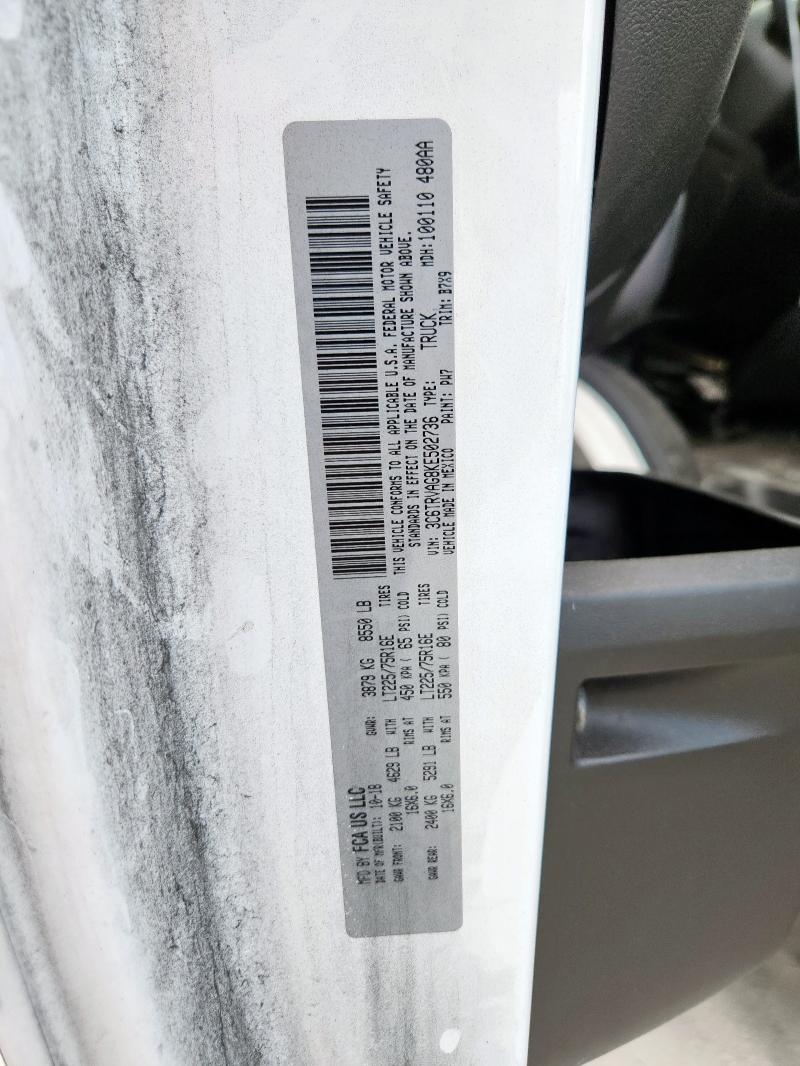 MFD BY FCA US LLC
DATE OF MFR(BUILT): 10-18 GVWR: 3879 KG 8550 LB
GAWR FRONT: 2100 KG 4629 LB WITH LT225/75R16E TIRES
16X6.0 RIMS AT 450 KPA ( 65 PSI) COLD
GAWR REAR: 2400 KG 5291 LB WITH LT225/75R16E TIRES
16X6.0 RIMS AT 550 KPA ( 80 PSI) COLD
THIS VEHICLE CONFORMS TO ALL APPLICABLE U.S.A. FEDERAL MOTOR VEHICLE SAFETY
STANDARDS IN EFFECT ON THE DATE OF MANUFACTURE SHOWN ABOVE.
VIN: 3C6TRVAG8KE502736 TYPE: TRUCK MDH: 100110 480AA
VEHICLE MADE IN MEXICO PAINT: PW7 TRIM: B7X9